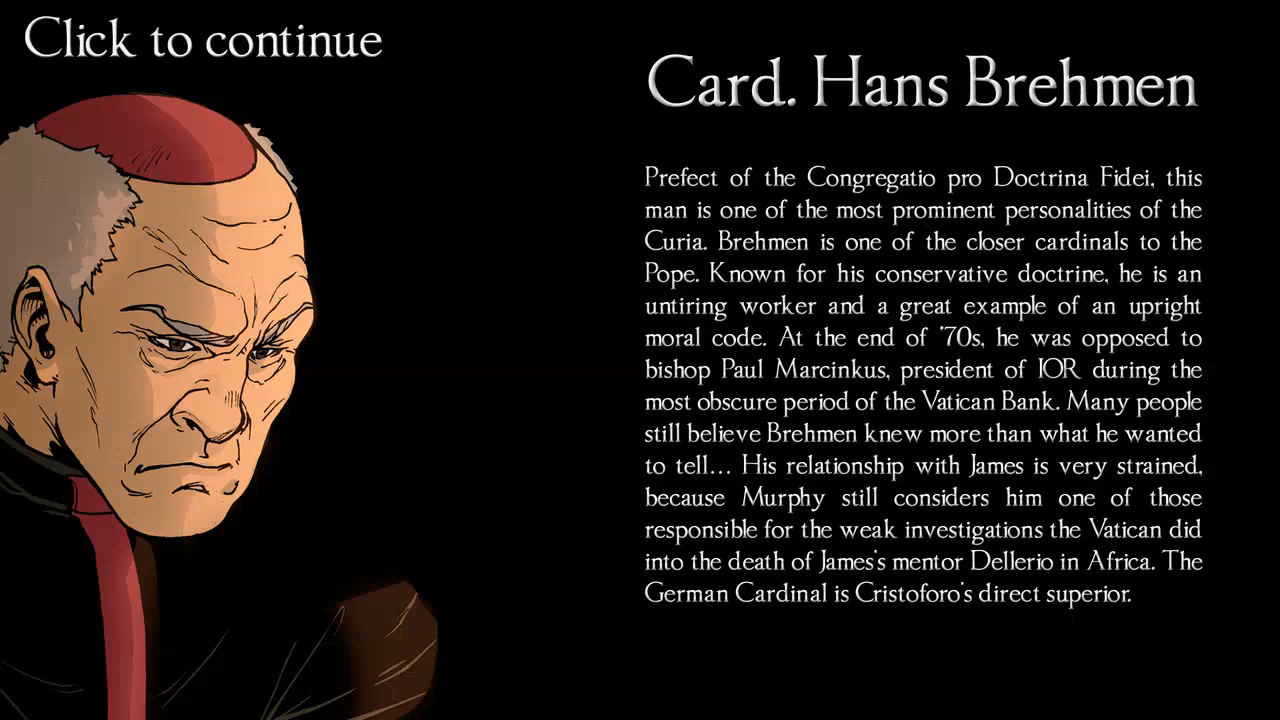 Click to continue
Card. Hans Brehmen
Prefect of the Congregatio pro Doctrina Fidei, this
man is one of the most prominent personalities of the
Curia. Brehmen is one of the closer cardinals to the
Pope. Known for his conservative doctrine, he is an
untiring worker and a great example of an upright
moral code. At the end of '70s, he was opposed to
bishop Paul Marcinkus, president of IOR during the
most obscure period of the Vatican Bank. Many people
still believe Brehmen knew more than what he wanted
to tell... His relationship with James is very strained,
because Murphy still considers him one of those
responsible for the weak investigations the Vatican did
into the death of James's mentor Dellerio in Africa. The
German Cardinal is Cristoforo's direct superior.